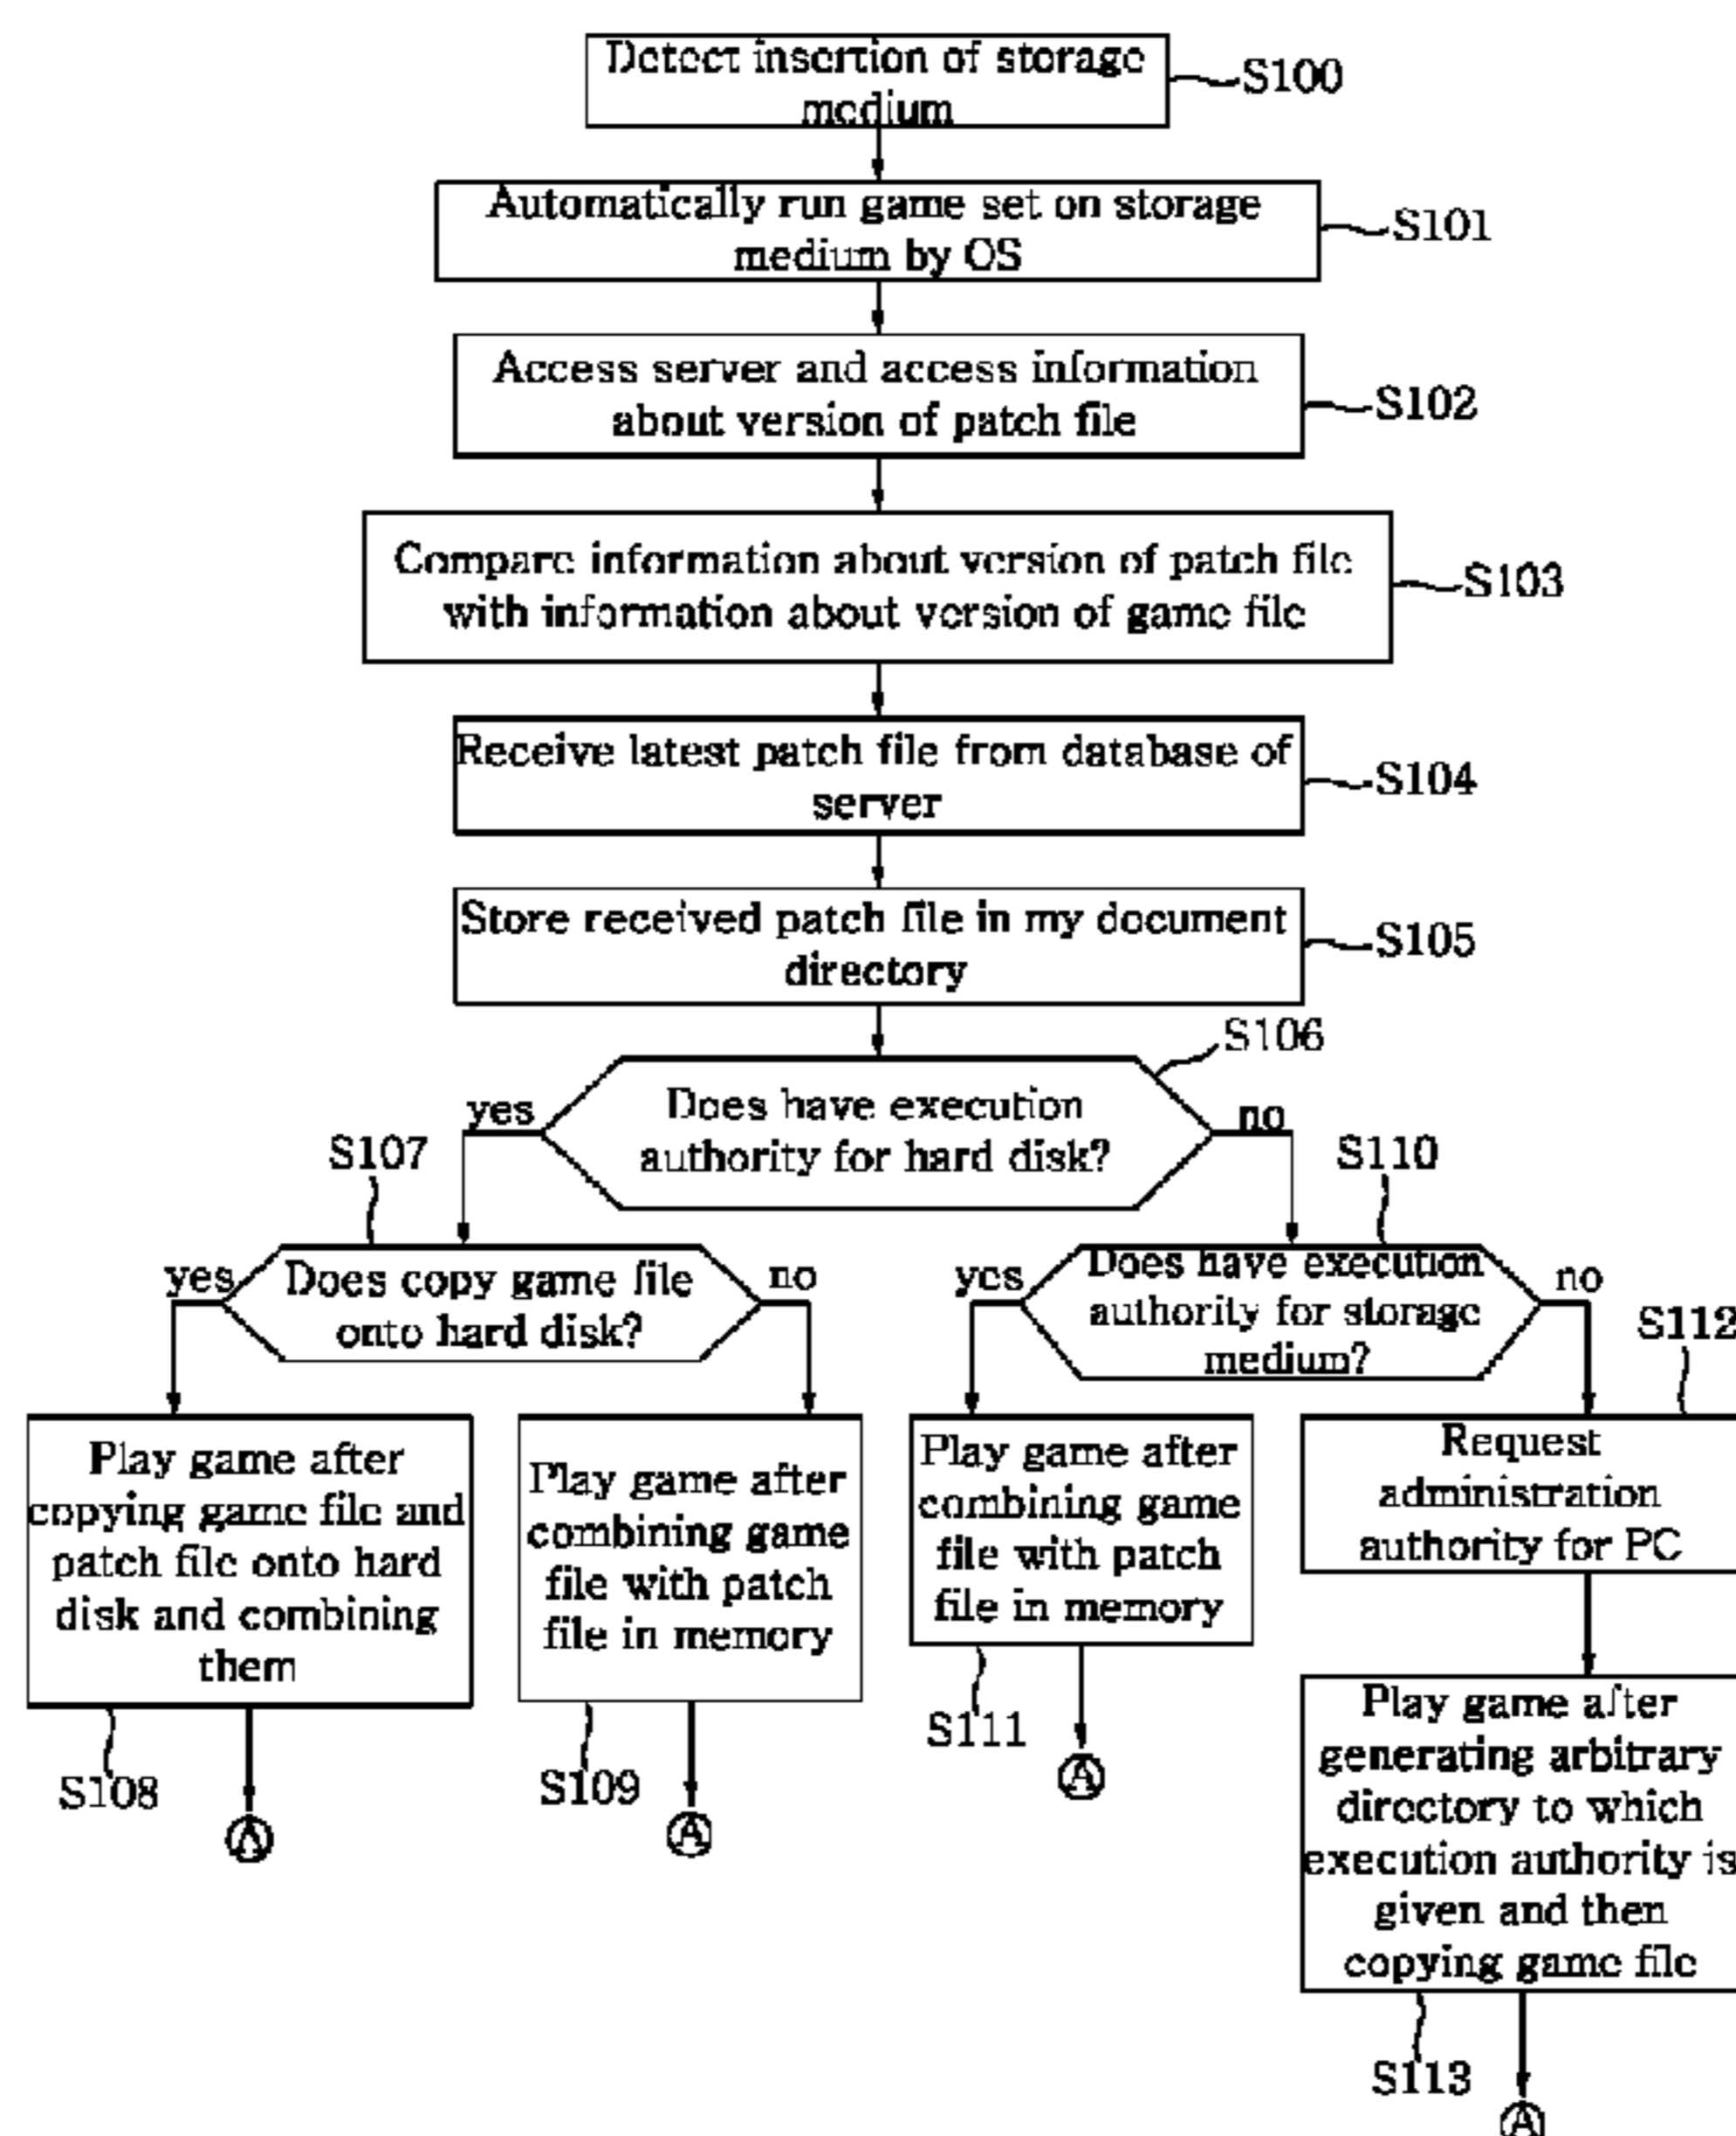 Detect insertion of storage
medium
S100
Automatically run game set on storage
medium by OS
S101
Access server and access information
about version of patch file
S102
Compare information about version of patch file
with information about version of game file
S103
Receive latest patch file from database of
server
S104
Store received patch file in my document
directory
S105
S106
Does have execution
authority for hard disk?
yes
no
S107
Does copy game file
onto hard disk?
yes
no
S110
Does have execution
authority for storage
medium?
yes
no
S112
Play game after
copying game file and
patch file onto hard
disk and combining
them
S108
A
Play game after
combining game
file with patch
file in memory
S109
A
Play game after
combining game
file with patch
file in memory
S111
A
Request
administration
authority for PC
Play game after
generating arbitrary
directory to which
execution authority is
given and then
copying game file
S113
A